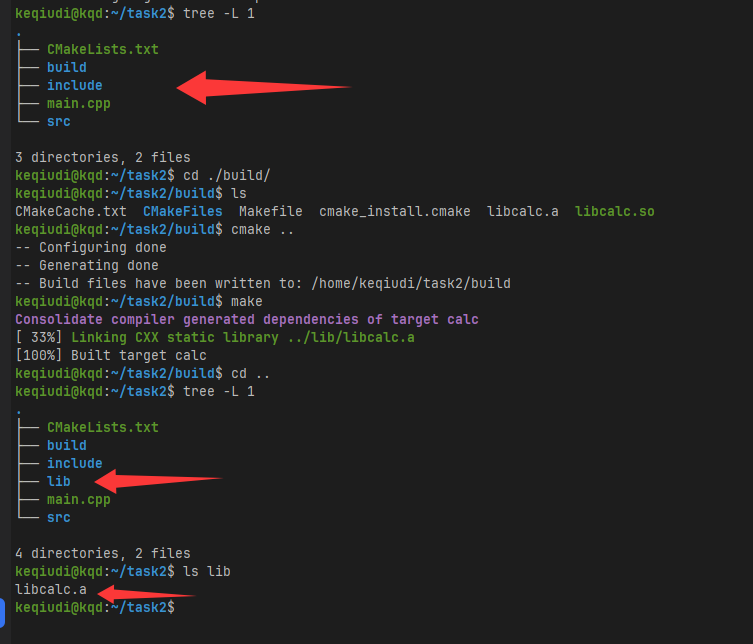 keqiudi@kqd:~/task2$ tree -L 1
.
├── CMakeLists.txt
├── build
├── include
├── main.cpp
└── src
3 directories, 2 files
keqiudi@kqd:~/task2$ cd ./build/
keqiudi@kqd:~/task2/build$ ls
CMakeCache.txt  CMakeFiles  Makefile  cmake_install.cmake  libcalc.a  libcalc.so
keqiudi@kqd:~/task2/build$ cmake ..
-- Configuring done
-- Generating done
-- Build files have been written to: /home/keqiudi/task2/build
keqiudi@kqd:~/task2/build$ make
Consolidate compiler generated dependencies of target calc
[ 33%] Linking CXX static library ../lib/libcalc.a
[100%] Built target calc
keqiudi@kqd:~/task2/build$ cd ..
keqiudi@kqd:~/task2$ tree -L 1
.
├── CMakeLists.txt
├── build
├── include
├── lib
├── main.cpp
└── src
4 directories, 2 files
keqiudi@kqd:~/task2$ ls lib
libcalc.a
keqiudi@kqd:~/task2$